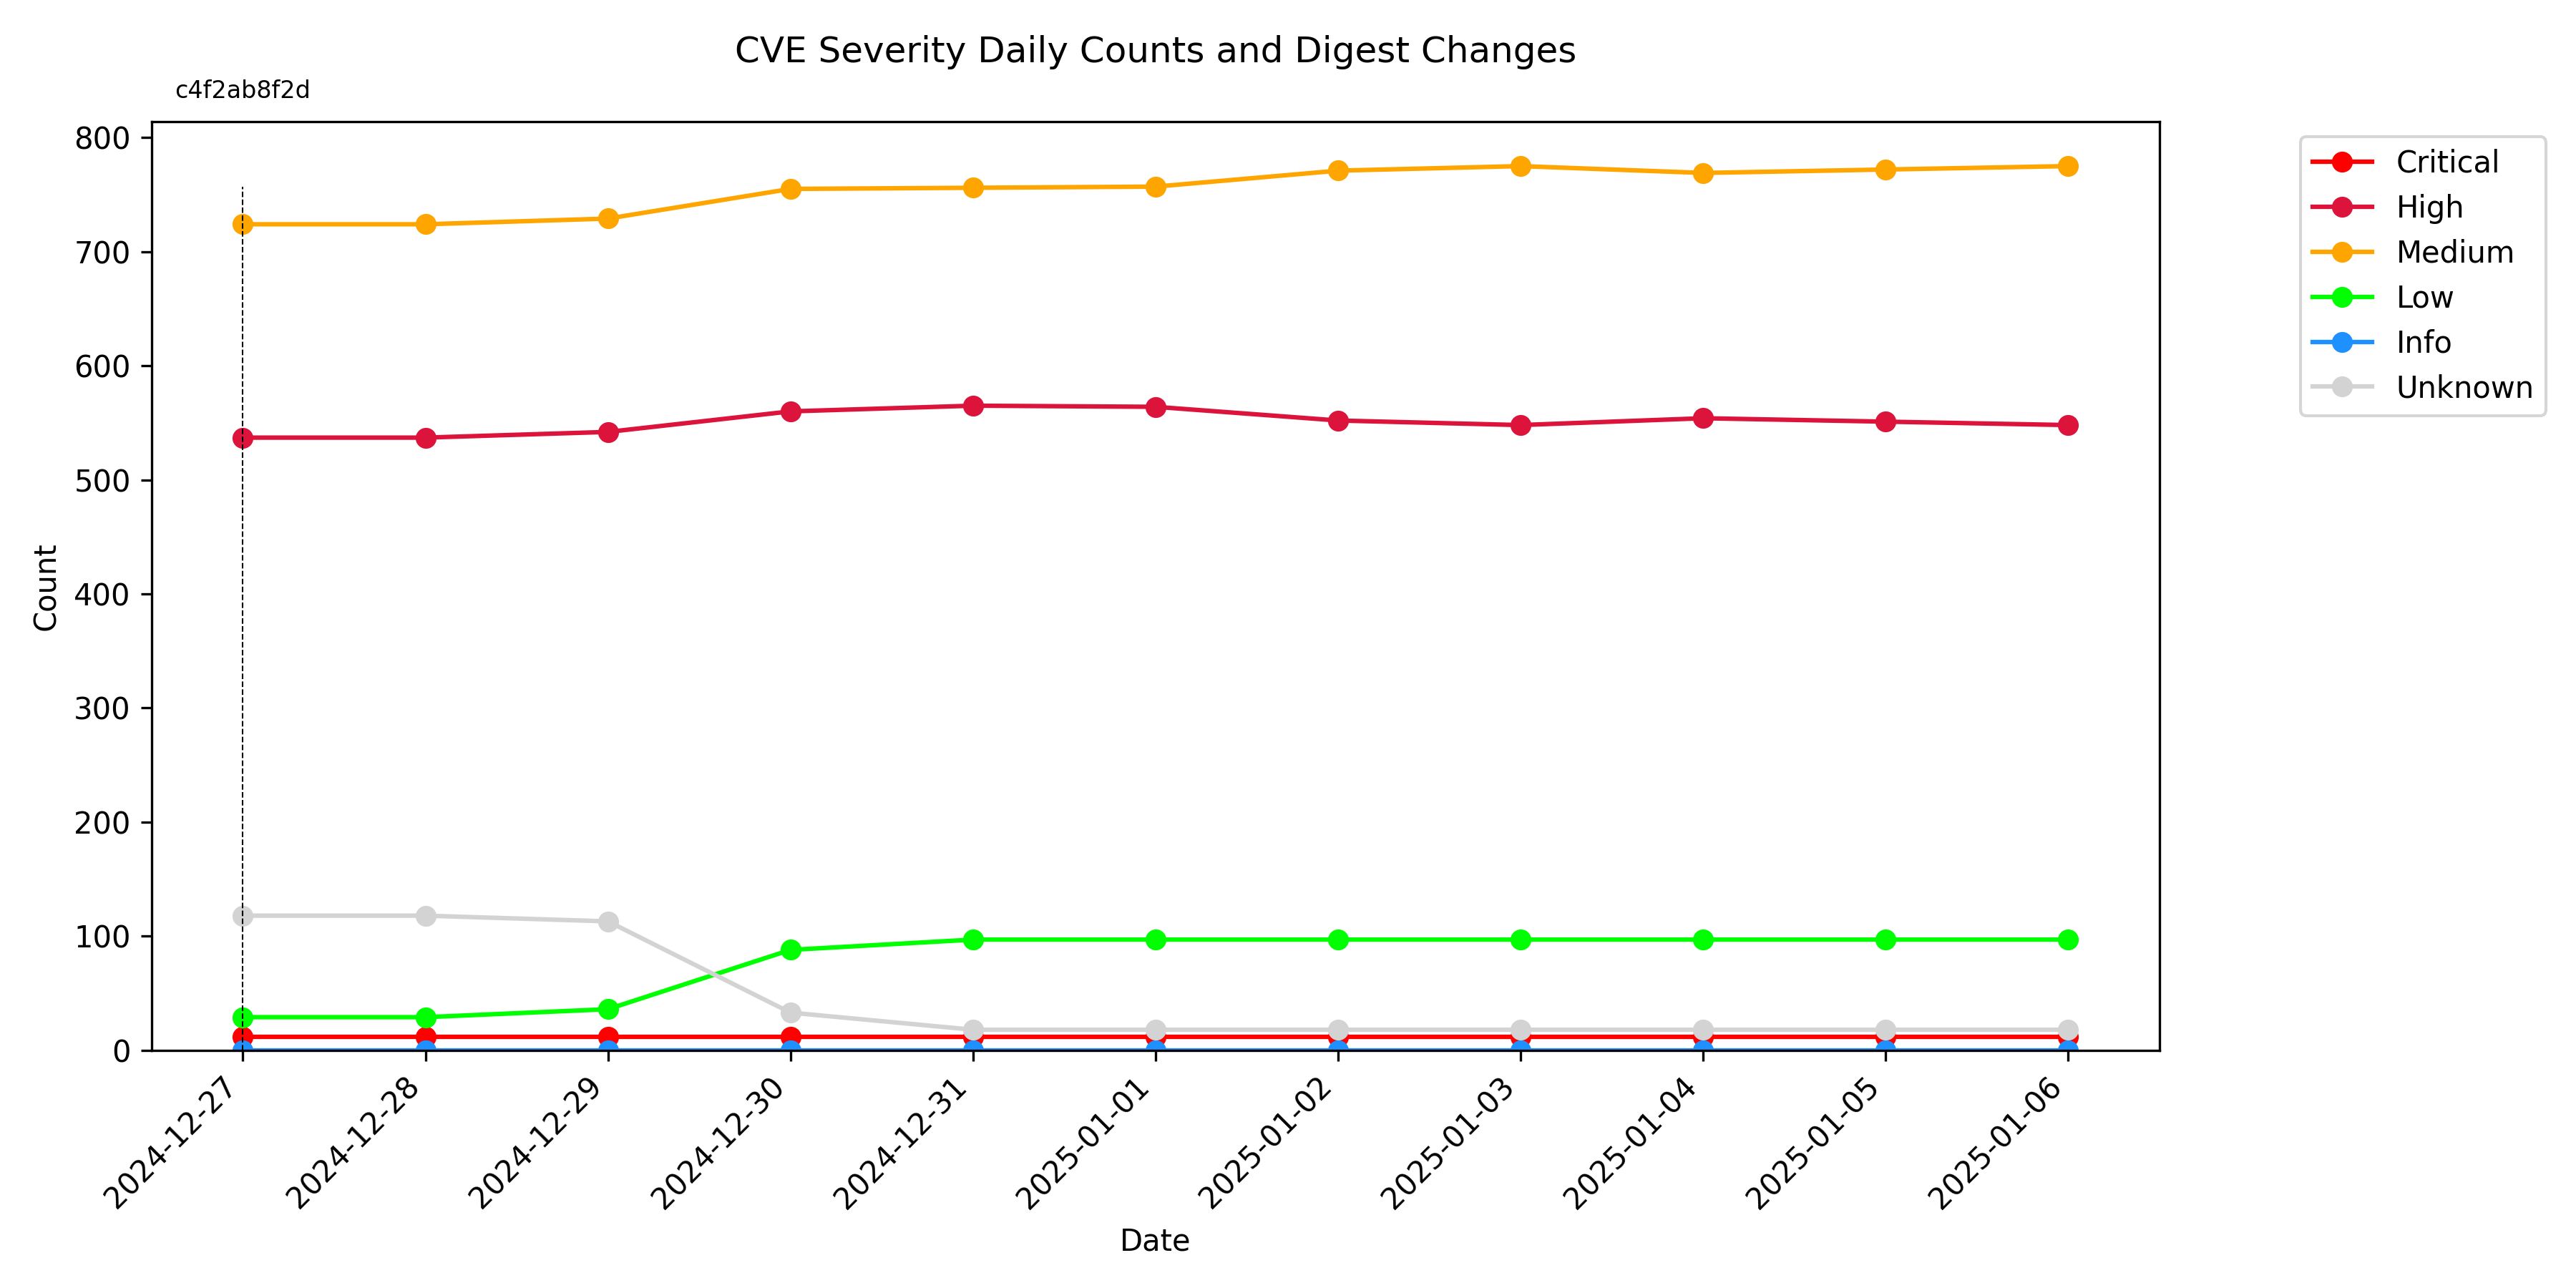 CVE Severity Daily Counts and Digest Changes
c4f2ab8f2d
800
700
600
500
400
300
200
100
0
Count
2024-12-27
2024-12-28
2024-12-29
2024-12-30
2024-12-31
2025-01-01
2025-01-02
2025-01-03
2025-01-04
2025-01-05
2025-01-06
Date
Critical
High
Medium
Low
Info
Unknown